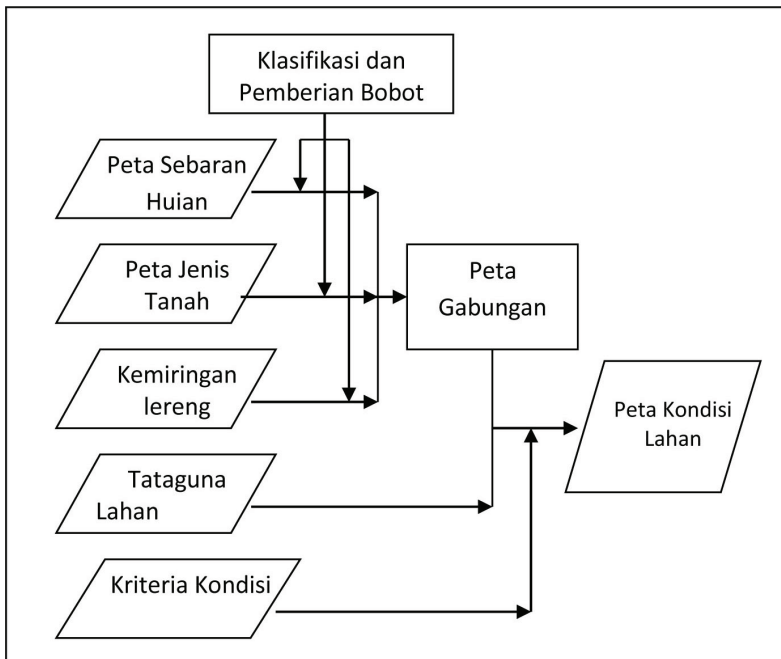 Klasifikasi dan
Pemberian Bobot
Peta Sebaran
Huian
Peta Jenis
Tanah
Peta
Gabungan
Kemiringan
lereng
Peta Kondisi
Lahan
Tataguna
Lahan
Kriteria Kondisi